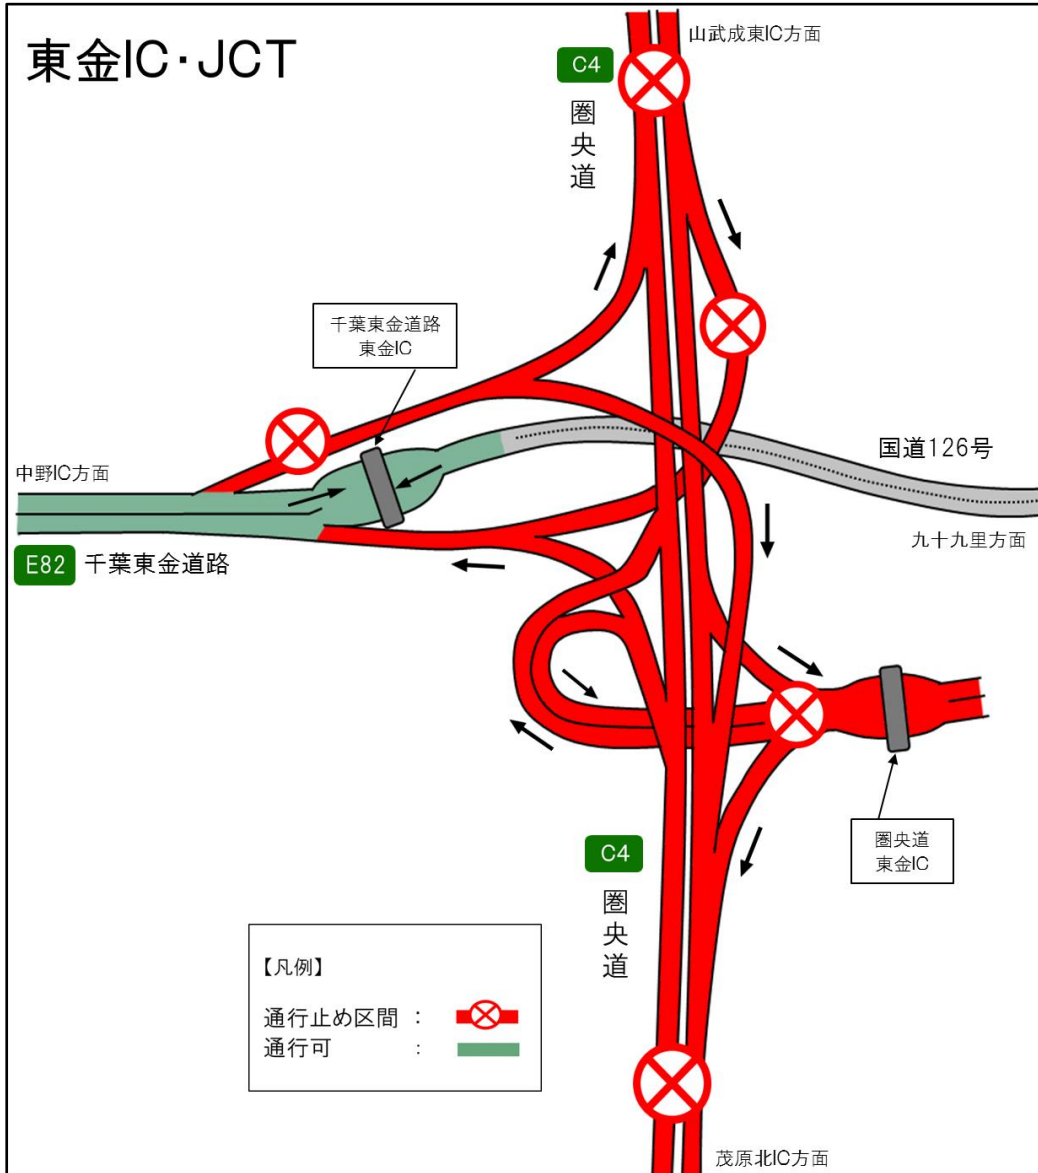 東金IC・JCT
山武成東IC方面
C4
圏央道
千葉東金道路
東金IC
中野IC方面
国道126号
九十九里方面
E82 千葉東金道路
圏央道
東金IC
C4
圏央道
【凡例】
通行止め区間 :
通行可 :
茂原北IC方面